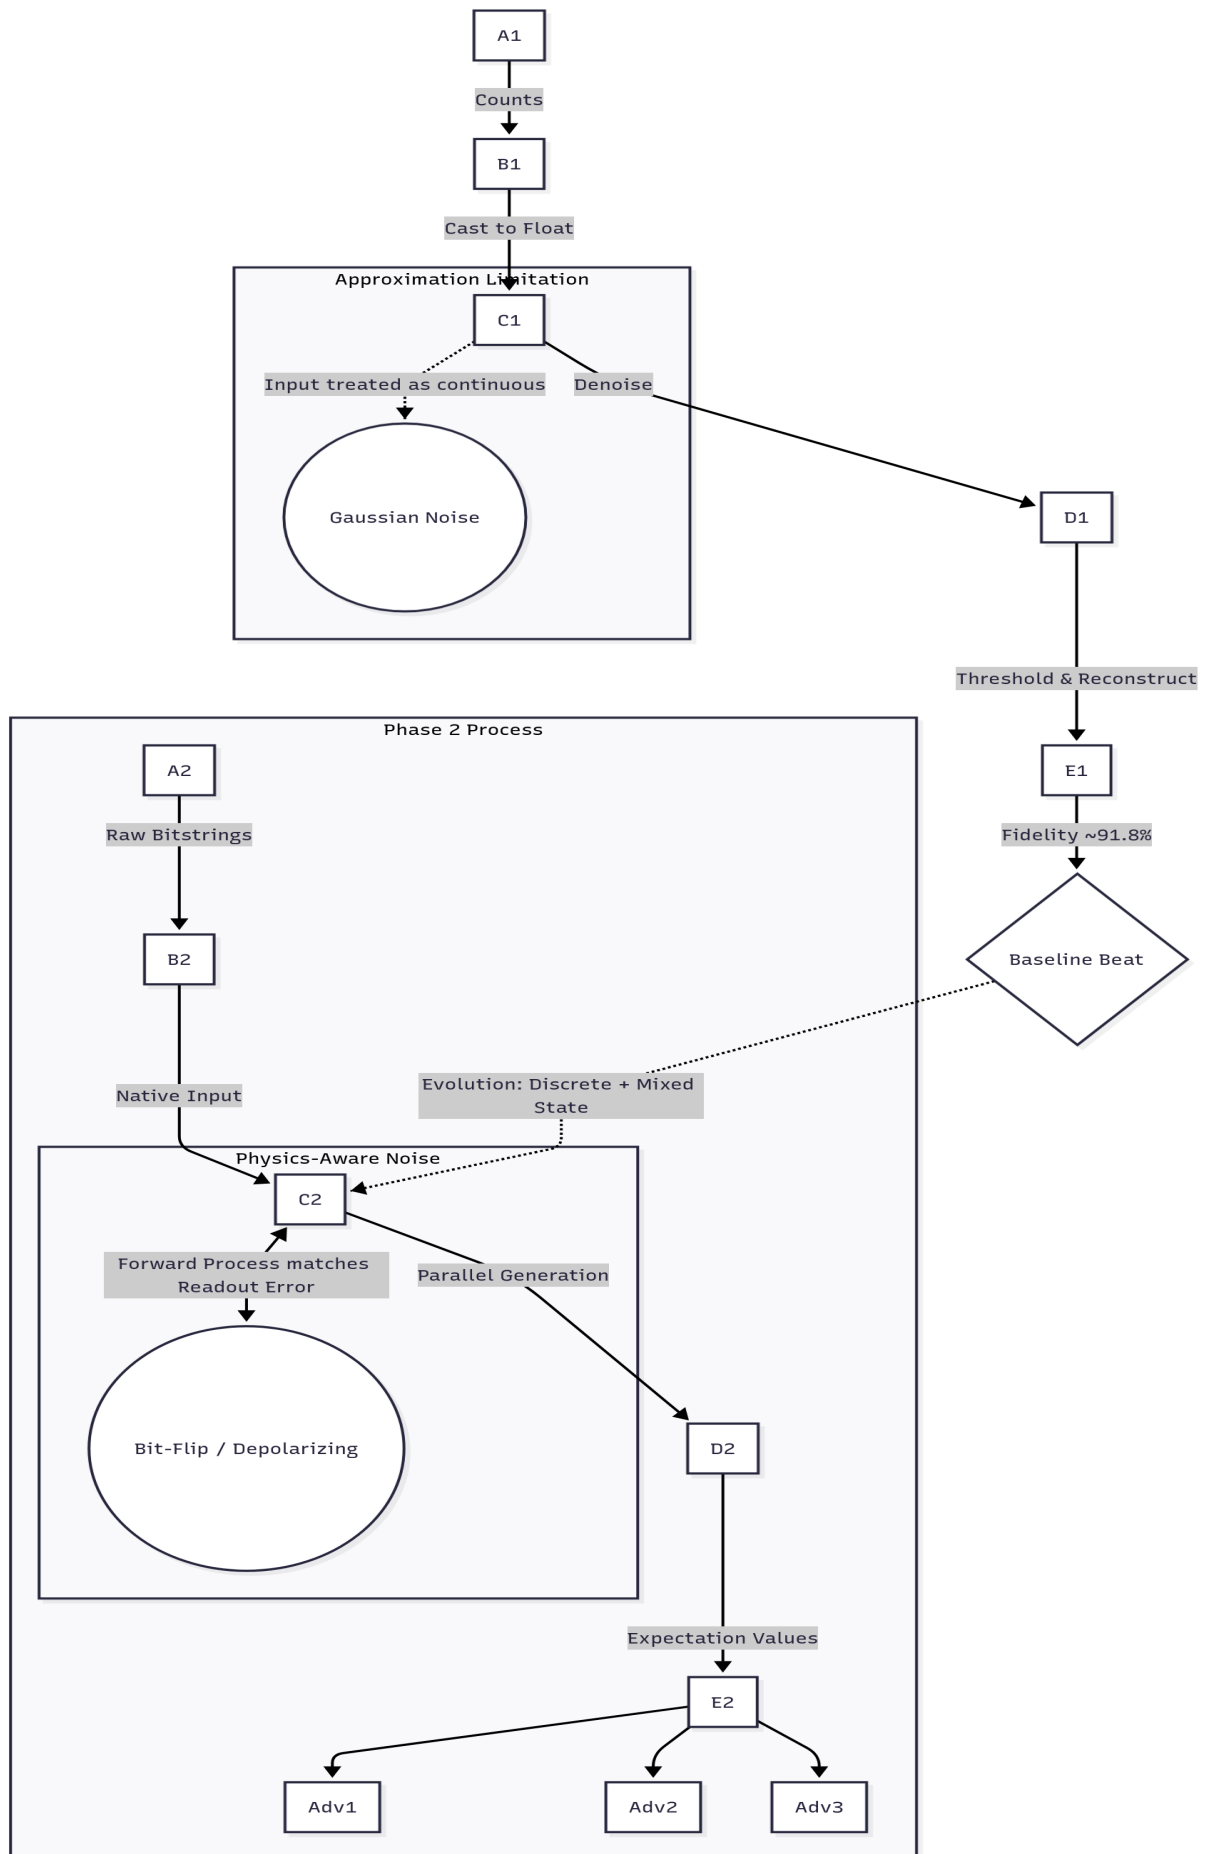 A1
Counts
B1
Cast to Float
Approximation Limitation
C1
Input treated as continuous
Denoise
Gaussian Noise
D1
Threshold & Reconstruct
Phase 2 Process
A2
E1
Raw Bitstrings
Fidelity ~91.8%
B2
Baseline Beat
Evolution: Discrete + Mixed
State
Native Input
Physics-Aware Noise
C2
Forward Process matches
Readout Error
Parallel Generation
Bit-Flip / Depolarizing
D2
Expectation Values
E2
Adv1
Adv2
Adv3